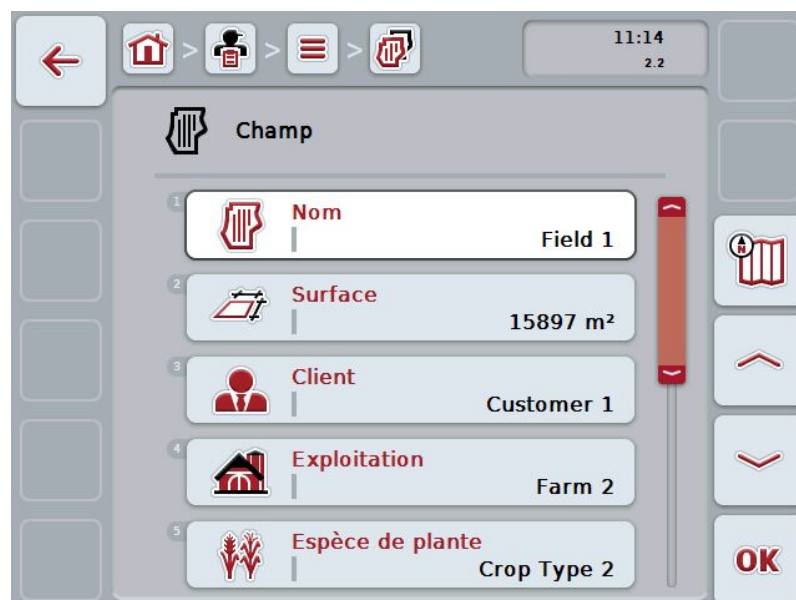 > > >
11:14
2.2
Champ
1
Nom
Field 1
2
Surface
15897 m²
3
Client
Customer 1
4
Exploitation
Farm 2
5
Espèce de plante
Crop Type 2
N
OK